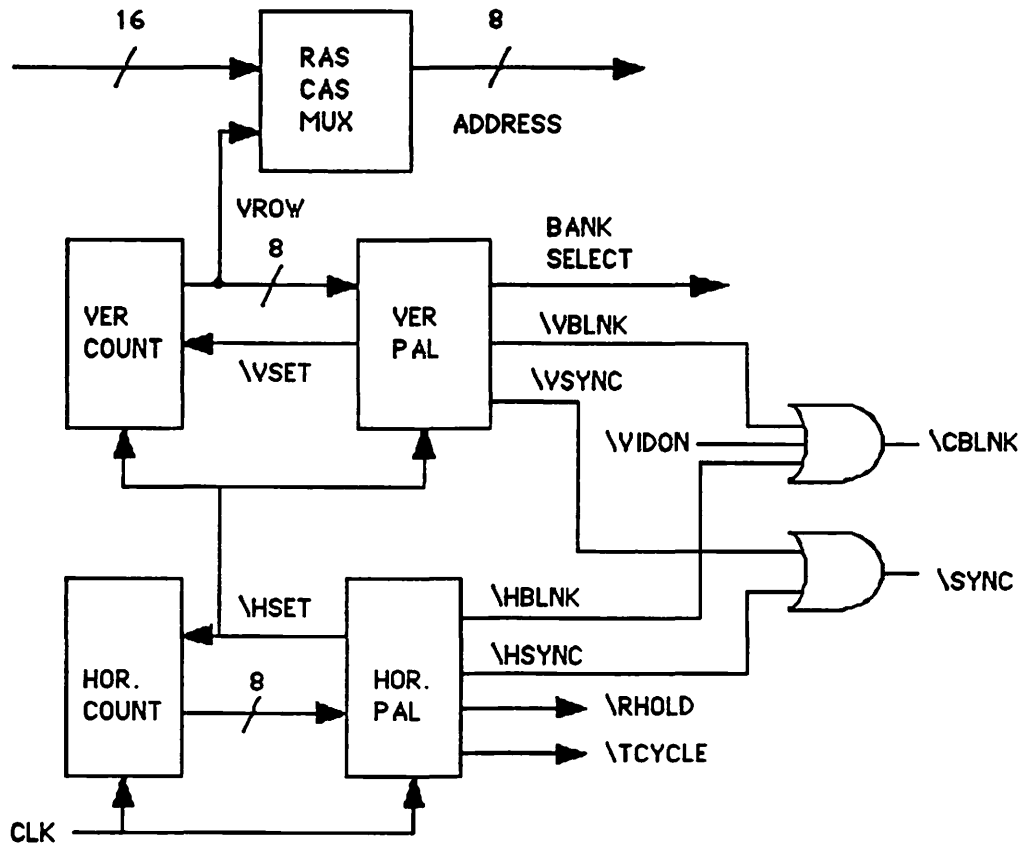 16
8
RAS
CAS
MUX
ADDRESS
VROW
8
BANK
SELECT
VER
COUNT
VER
PAL
\VBLNK
\VSET
\VSYNC
\VIDON
\CBLNK
\HSET
\HBLNK
\SYNC
\HSYNC
HOR.
COUNT
8
HOR.
PAL
\RHOLD
\TCYCLE
CLK